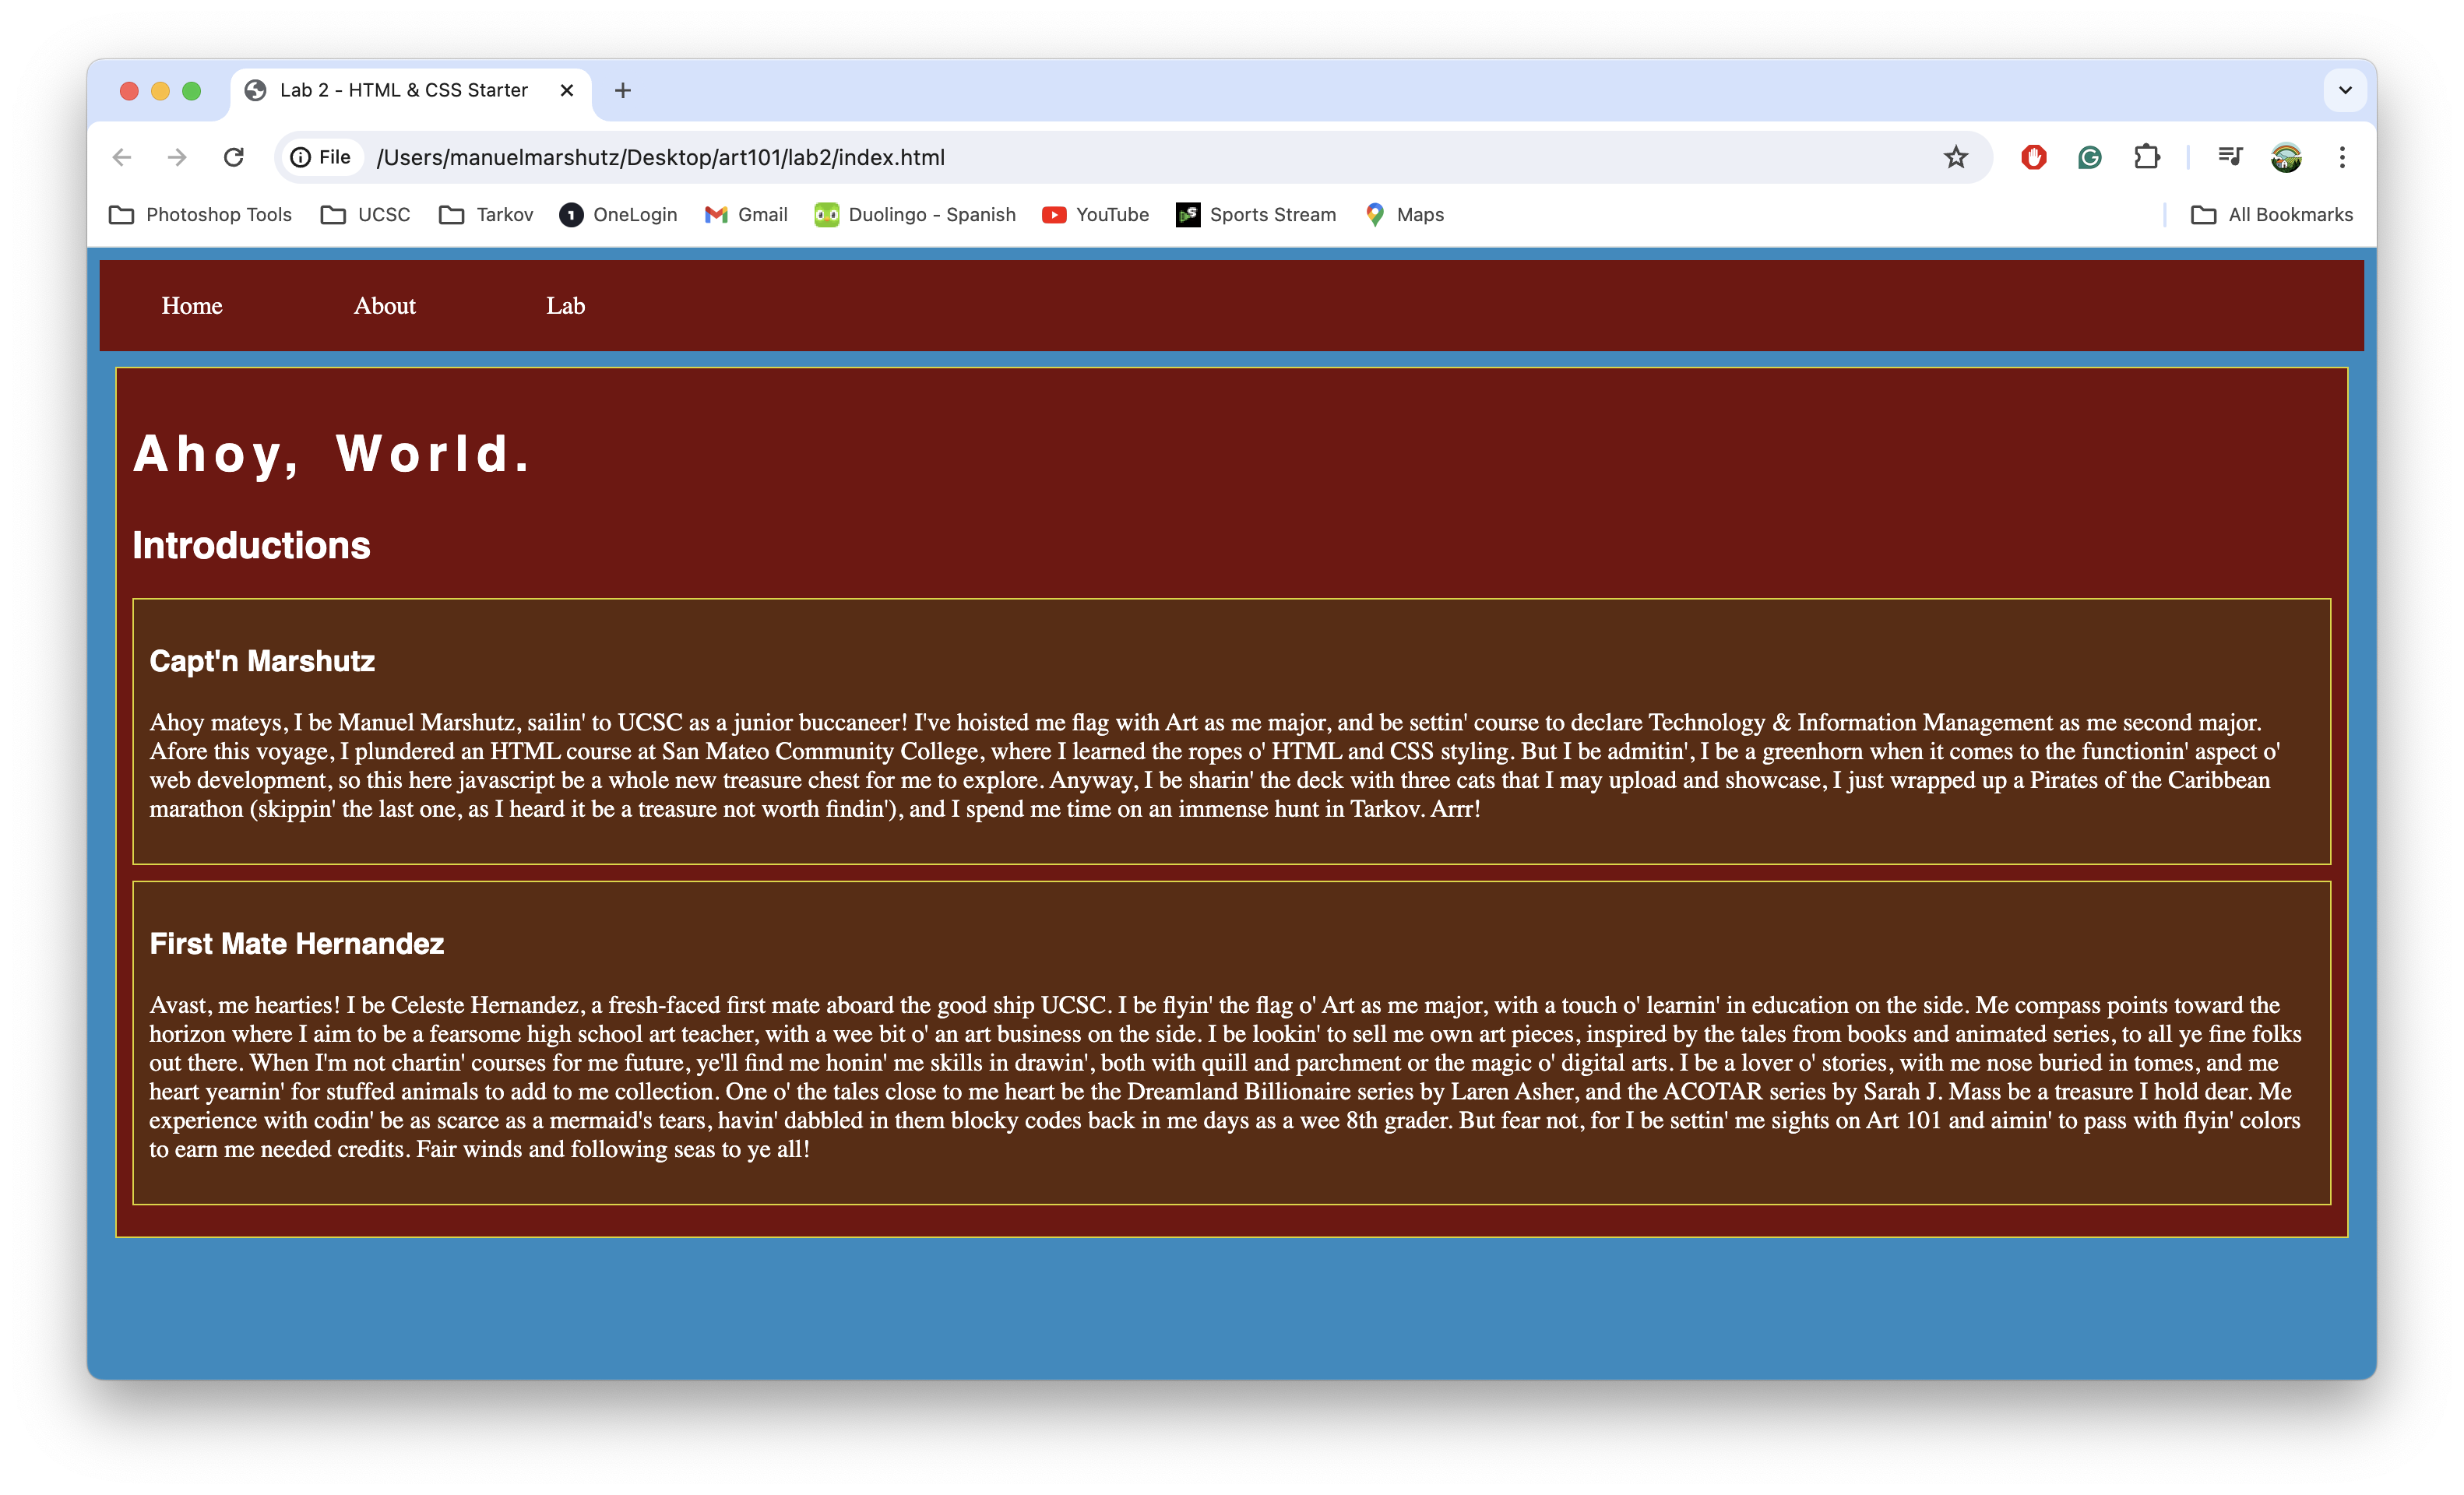 Lab 2 - HTML & CSS Starter
File /Users/manuelmarshutz/Desktop/art101/lab2/index.html
Photoshop Tools UCSC Tarkov OneLogin Gmail Duolingo - Spanish YouTube Sports Stream Maps All Bookmarks
Home About Lab
Ahoy, World.
Introductions
Capt'n Marshutz
Ahoy mateys, I be Manuel Marshutz, sailin' to UCSC as a junior buccaneer! I've hoisted me flag with Art as me major, and be settin' course to declare Technology & Information Management as me second major.
Afore this voyage, I plundered an HTML course at San Mateo Community College, where I learned the ropes o' HTML and CSS styling. But I be admitin', I be a greenhorn when it comes to the functionin' aspect o'
web development, so this here javascript be a whole new treasure chest for me to explore. Anyway, I be sharin' the deck with three cats that I may upload and showcase, I just wrapped up a Pirates of the Caribbean
marathon (skippin' the last one, as I heard it be a treasure not worth findin'), and I spend me time on an immense hunt in Tarkov. Arrr!
First Mate Hernandez
Avast, me hearties! I be Celeste Hernandez, a fresh-faced first mate aboard the good ship UCSC. I be flyin' the flag o' Art as me major, with a touch o' learnin' in education on the side. Me compass points toward the
horizon where I aim to be a fearsome high school art teacher, with a wee bit o' an art business on the side. I be lookin' to sell me own art pieces, inspired by the tales from books and animated series, to all ye fine folks
out there. When I'm not chartin' courses for me future, ye'll find me honin' me skills in drawin', both with quill and parchment or the magic o' digital arts. I be a lover o' stories, with me nose buried in tomes, and me
heart yearnin' for stuffed animals to add to me collection. One o' the tales close to me heart be the Dreamland Billionaire series by Laren Asher, and the ACOTAR series by Sarah J. Mass be a treasure I hold dear. Me
experience with codin' be as scarce as a mermaid's tears, havin' dabbled in them blocky codes back in me days as a wee 8th grader. But fear not, for I be settin' me sights on Art 101 and aimin' to pass with flyin' colors
to earn me needed credits. Fair winds and following seas to ye all!